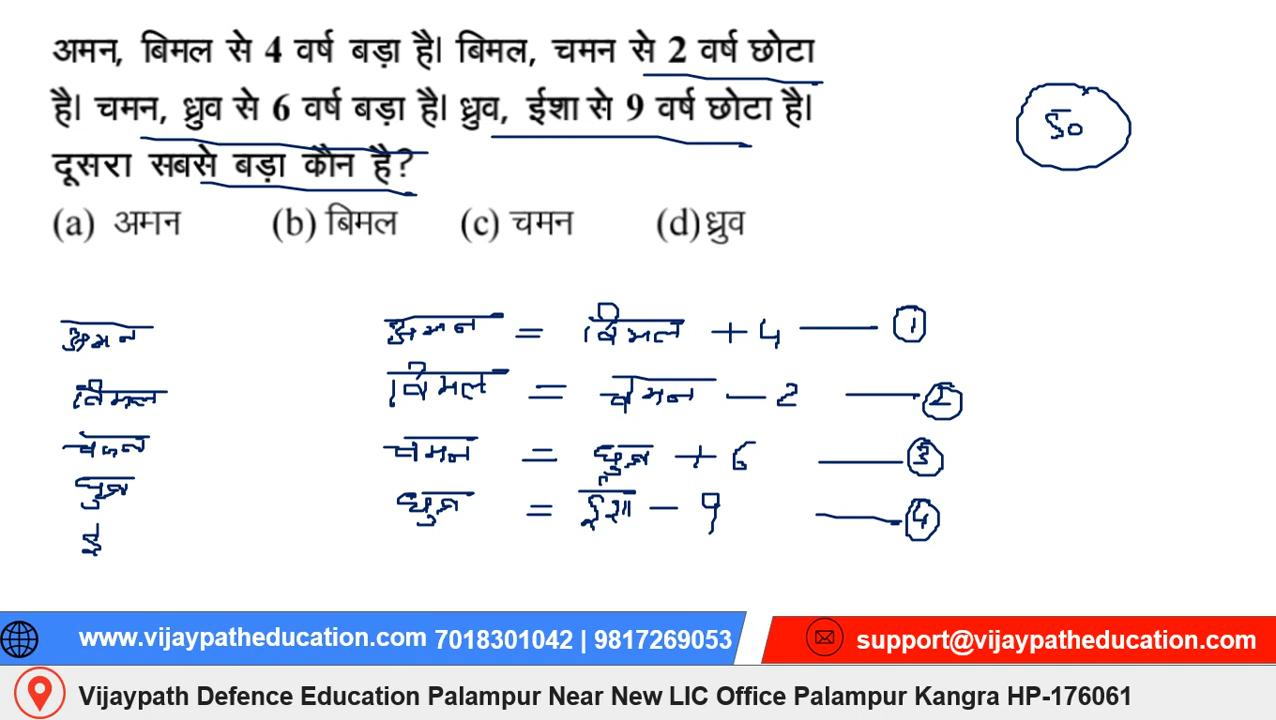 अमन, बिमल से 4 वर्ष बड़ा है। बिमल, चमन से 2 वर्ष छोटा
है। चमन, ध्रुव से 6 वर्ष बड़ा है। ध्रुव, ईशा से 9 वर्ष छोटा है।
दूसरा सबसे बड़ा कौन है?
50
(a) अमन (b) बिमल (c) चमन (d) ध्रुव
अमन अमन = विमल + 4 — 1
विमल विमल = चमन - 2 — 2
चमन चमन = ध्रुव + 6 — 3
ध्रुव ध्रुव = ईशा - 9 — 4
ई
www.vijaypatheducation.com 7018301042 | 9817269053 support@vijaypatheducation.com
Vijaypath Defence Education Palampur Near New LIC Office Palampur Kangra HP-176061